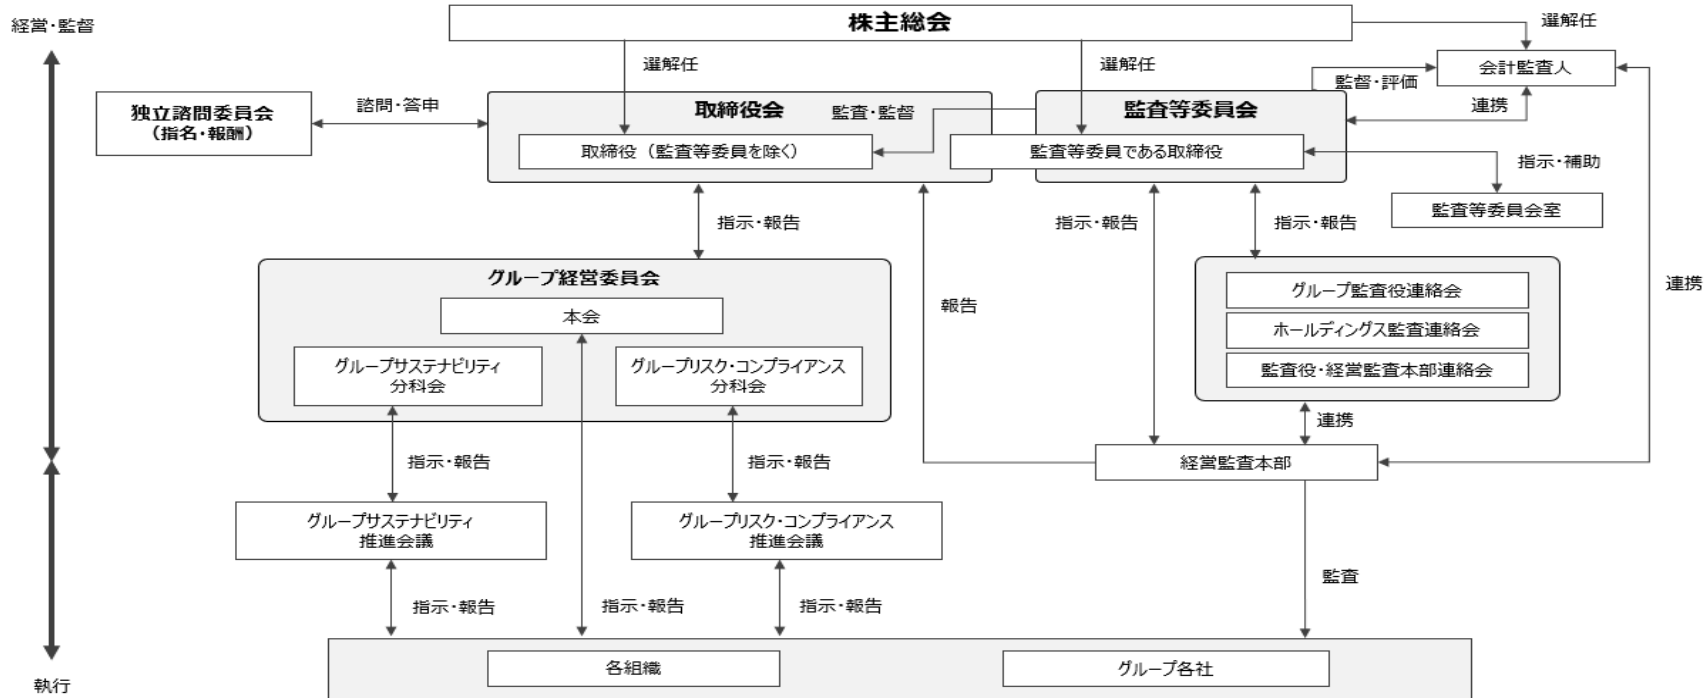 株主総会
経営・監督
選解任
選解任
選解任
会計監査人
監督・評価
独立諮問委員会
(指名・報酬)
諮問・答申
取締役会
監査・監督
監査等委員会
連携
取締役(監査等委員を除く)
監査等委員である取締役
指示・補助
監査等委員会室
指示・報告
指示・報告
指示・報告
グループ経営委員会
本会
報告
グループ監査役連絡会
連携
ホールディングス監査連絡会
グループサステナビリティ
分科会
グループリスク・コンプライアンス
分科会
監査役・経営監査本部連絡会
連携
指示・報告
指示・報告
経営監査本部
グループサステナビリティ
推進会議
グループリスク・コンプライアンス
推進会議
監査
指示・報告
指示・報告
指示・報告
各組織
グループ各社
執行